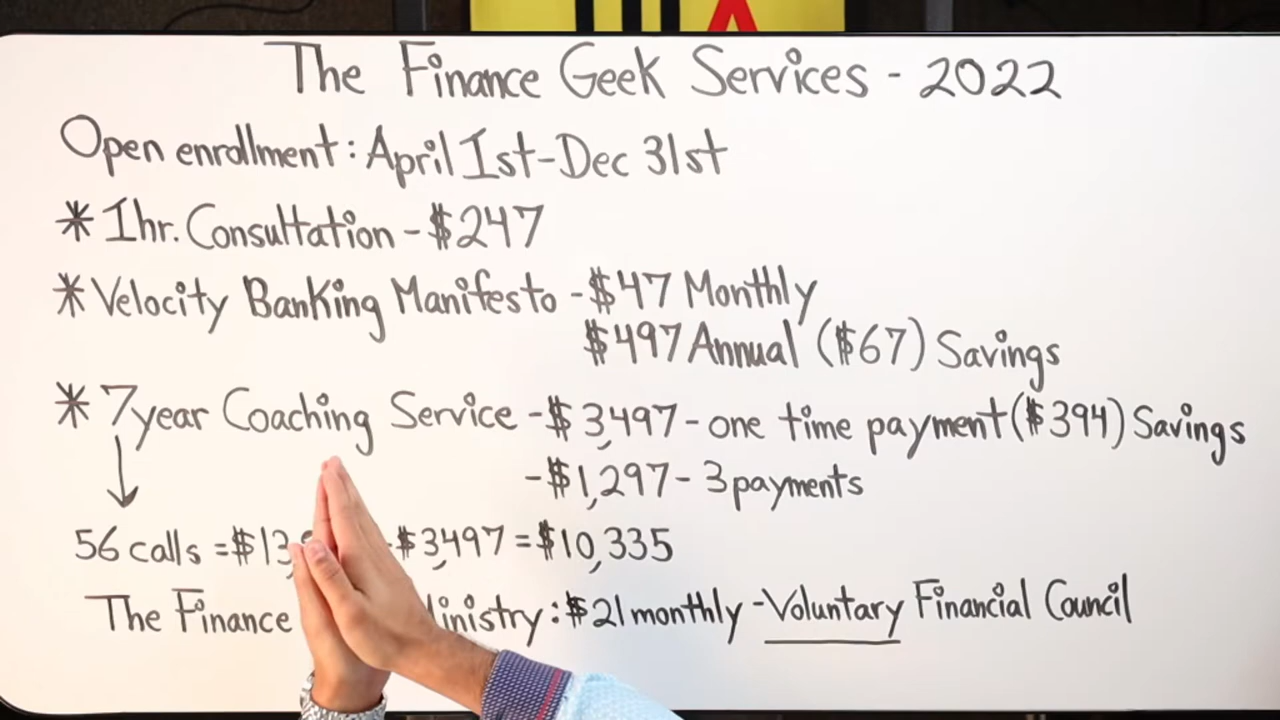 The Finance Geek Services - 2022
Open enrollment: April 1st-Dec 31st
* 1hr. Consultation - $247
* Velocity Banking Manifesto - $47 Monthly
$497 Annual ($67) Savings
* 7 year Coaching Service - $3,497 - one time payment ($394) Savings
- $1,297 - 3 payments
56 calls = $13, - $3,497 = $10,335
The Finance : $21 monthly - Voluntary Financial Council